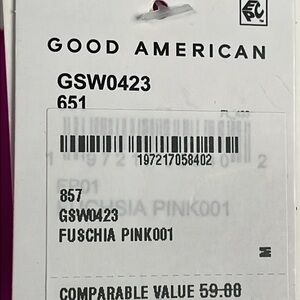 GOOD AMERICAN
GSW0423
651
197217058402
857
GSW0423
FUSCHIA PINK001
COMPARABLE VALUE 59.00